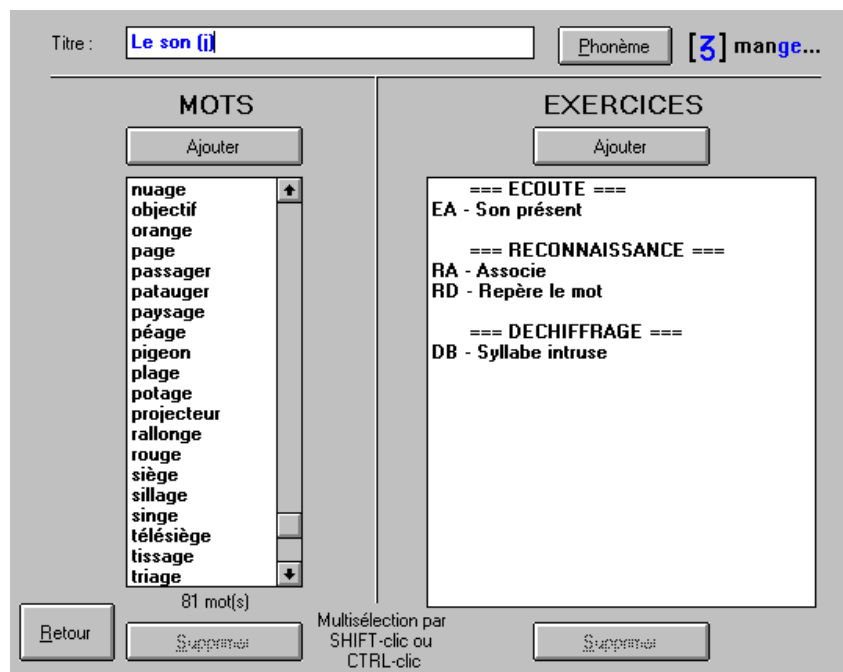 Titre : Le son (j) Phonème [ʒ] mange...
MOTS
Ajouter
nuage
objectif
orange
page
passager
patauger
paysage
péage
pigeon
plage
potage
projecteur
rallonge
rouge
siège
sillage
singe
télésiège
tissage
triage
81 mot(s)
Retour
Supprimer
Multisélection par
SHIFT-clic ou
CTRL-clic
EXERCICES
Ajouter
=== ECOUTE ===
EA - Son présent
=== RECONNAISSANCE ===
RA - Associe
RD - Repère le mot
=== DECHIFFRAGE ===
DB - Syllabe intruse
Supprimer